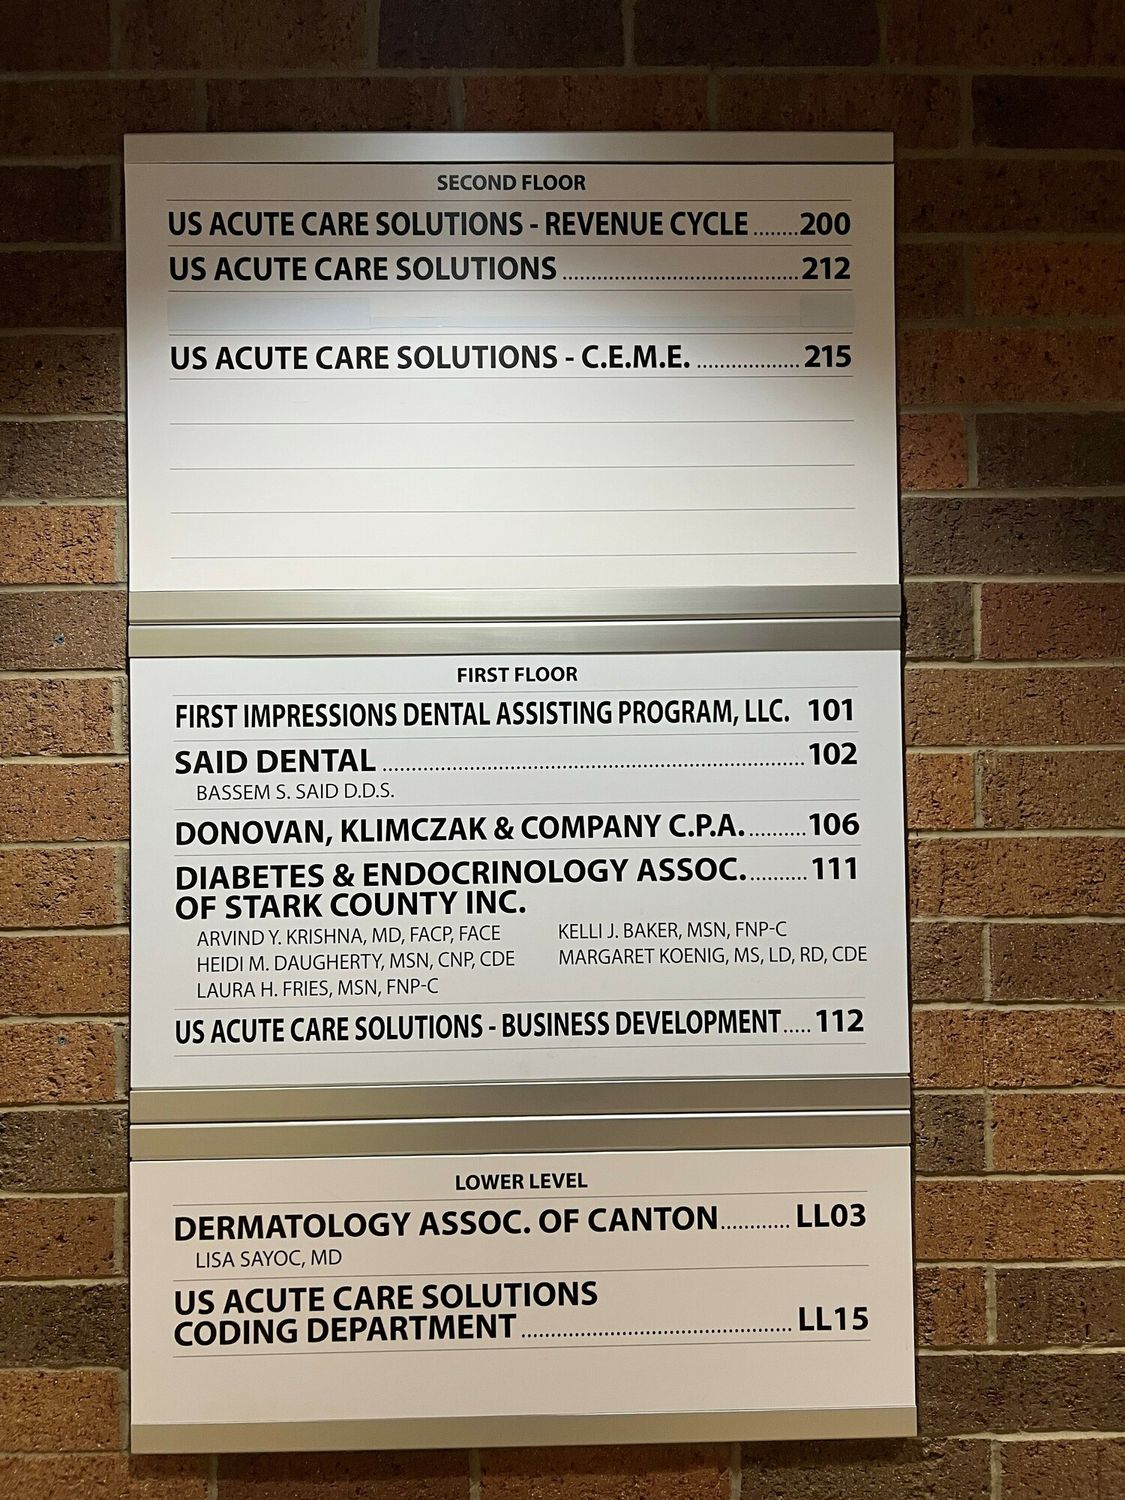 SECOND FLOOR
US ACUTE CARE SOLUTIONS - REVENUE CYCLE ........200
US ACUTE CARE SOLUTIONS ..........................................212
US ACUTE CARE SOLUTIONS - C.E.M.E. ..................215
FIRST FLOOR
FIRST IMPRESSIONS DENTAL ASSISTING PROGRAM, LLC. 101
SAID DENTAL ..........................................................................102
BASSEM S. SAID D.D.S.
DONOVAN, KLIMCZAK & COMPANY C.P.A. ..........106
DIABETES & ENDOCRINOLOGY ASSOC. .......... 111
OF STARK COUNTY INC.
ARVIND Y. KRISHNA, MD, FACP, FACE KELLI J. BAKER, MSN, FNP-C
HEIDI M. DAUGHERTY, MSN, CNP, CDE MARGARET KOENIG, MS, LD, RD, CDE
LAURA H. FRIES, MSN, FNP-C
US ACUTE CARE SOLUTIONS - BUSINESS DEVELOPMENT ..... 112
LOWER LEVEL
DERMATOLOGY ASSOC. OF CANTON ............ LL03
LISA SAYOC, MD
US ACUTE CARE SOLUTIONS
CODING DEPARTMENT ............................................... LL15